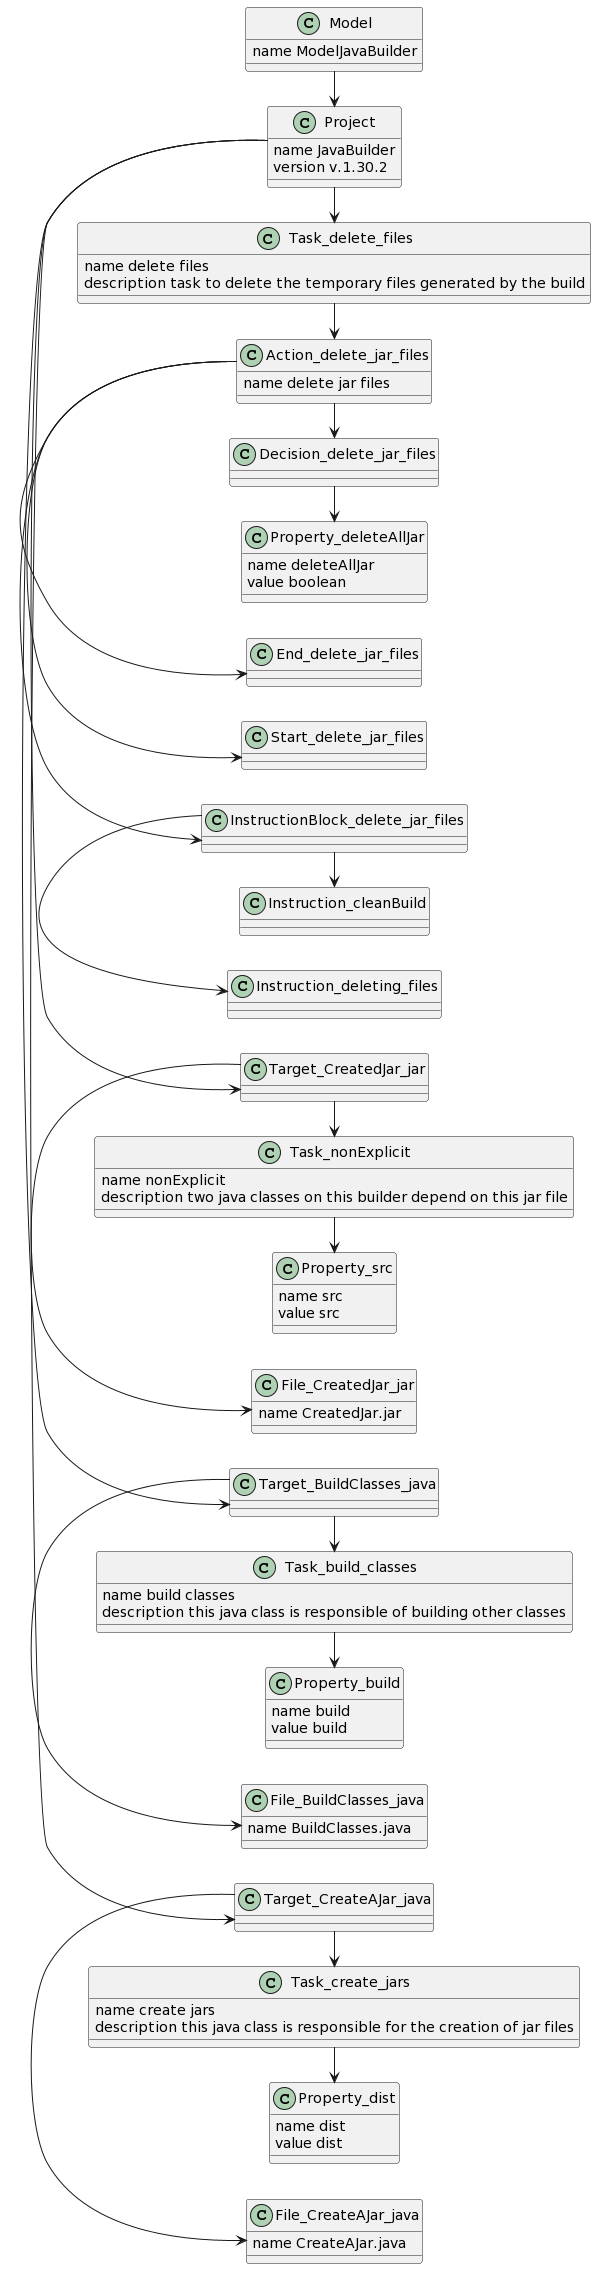 C Model
name ModelJavaBuilder
C Project
name JavaBuilder
version v.1.30.2
C Task_delete_files
name delete files
description task to delete the temporary files generated by the build
C Action_delete_jar_files
name delete jar files
C Decision_delete_jar_files
C Property_deleteAllJar
name deleteAllJar
value boolean
C End_delete_jar_files
C Start_delete_jar_files
C InstructionBlock_delete_jar_files
C Instruction_cleanBuild
C Instruction_deleting_files
C Target_CreatedJar_jar
C Task_nonExplicit
name nonExplicit
description two java classes on this builder depend on this jar file
C Property_src
name src
value src
C File_CreatedJar_jar
name CreatedJar.jar
C Target_BuildClasses_java
C Task_build_classes
name build classes
description this java class is responsible of building other classes
C Property_build
name build
value build
C File_BuildClasses_java
name BuildClasses.java
C Target_CreateAJar_java
C Task_create_jars
name create jars
description this java class is responsible for the creation of jar files
C Property_dist
name dist
value dist
C File_CreateAJar_java
name CreateAJar.java